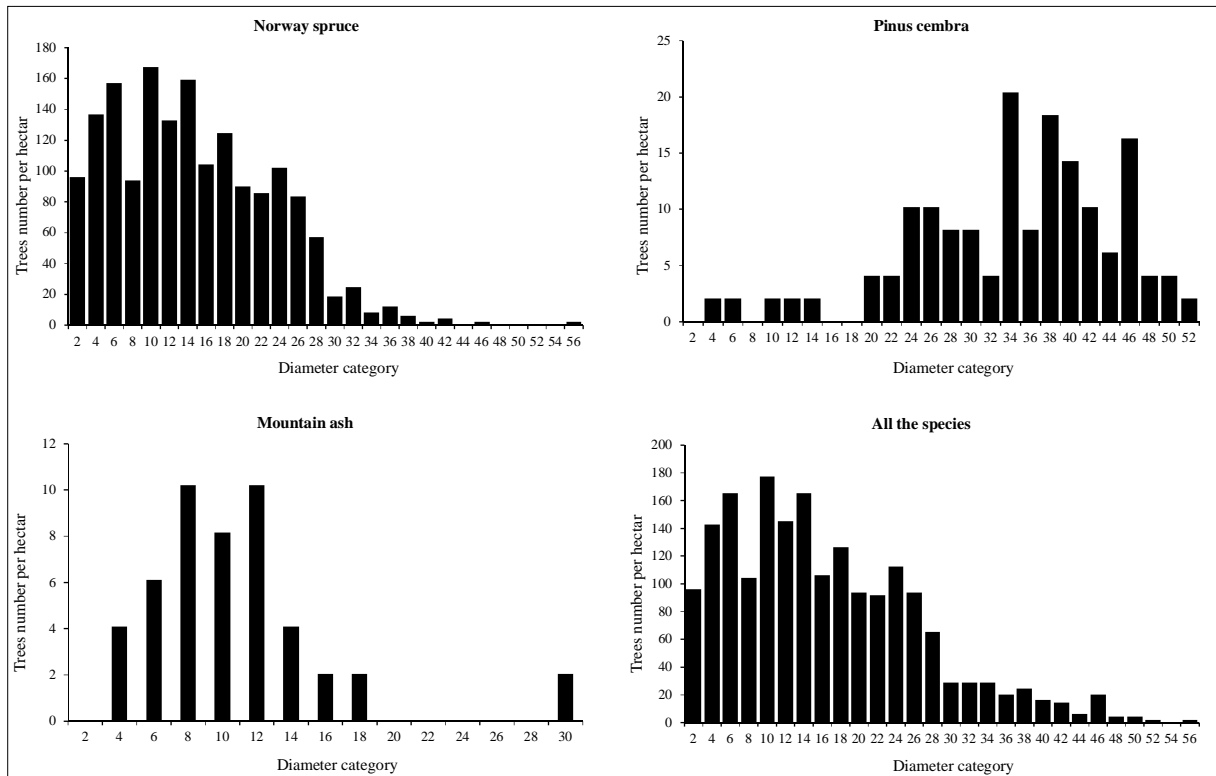 Norway spruce
Trees number per hectar
180
160
140
120
100
80
60
40
20
0
2 4 6 8 10 12 14 16 18 20 22 24 26 28 30 32 34 36 38 40 42 44 46 48 50 52 54 56
Diameter category
Pinus cembra
Trees number per hectar
25
20
15
10
5
0
2 4 6 8 10 12 14 16 18 20 22 24 26 28 30 32 34 36 38 40 42 44 46 48 50 52
Diameter category
Mountain ash
Trees number per hectar
12
10
8
6
4
2
0
2 4 6 8 10 12 14 16 18 20 22 24 26 28 30
Diameter category
All the species
Trees number per hectar
200
180
160
140
120
100
80
60
40
20
0
2 4 6 8 10 12 14 16 18 20 22 24 26 28 30 32 34 36 38 40 42 44 46 48 50 52 54 56
Diameter category